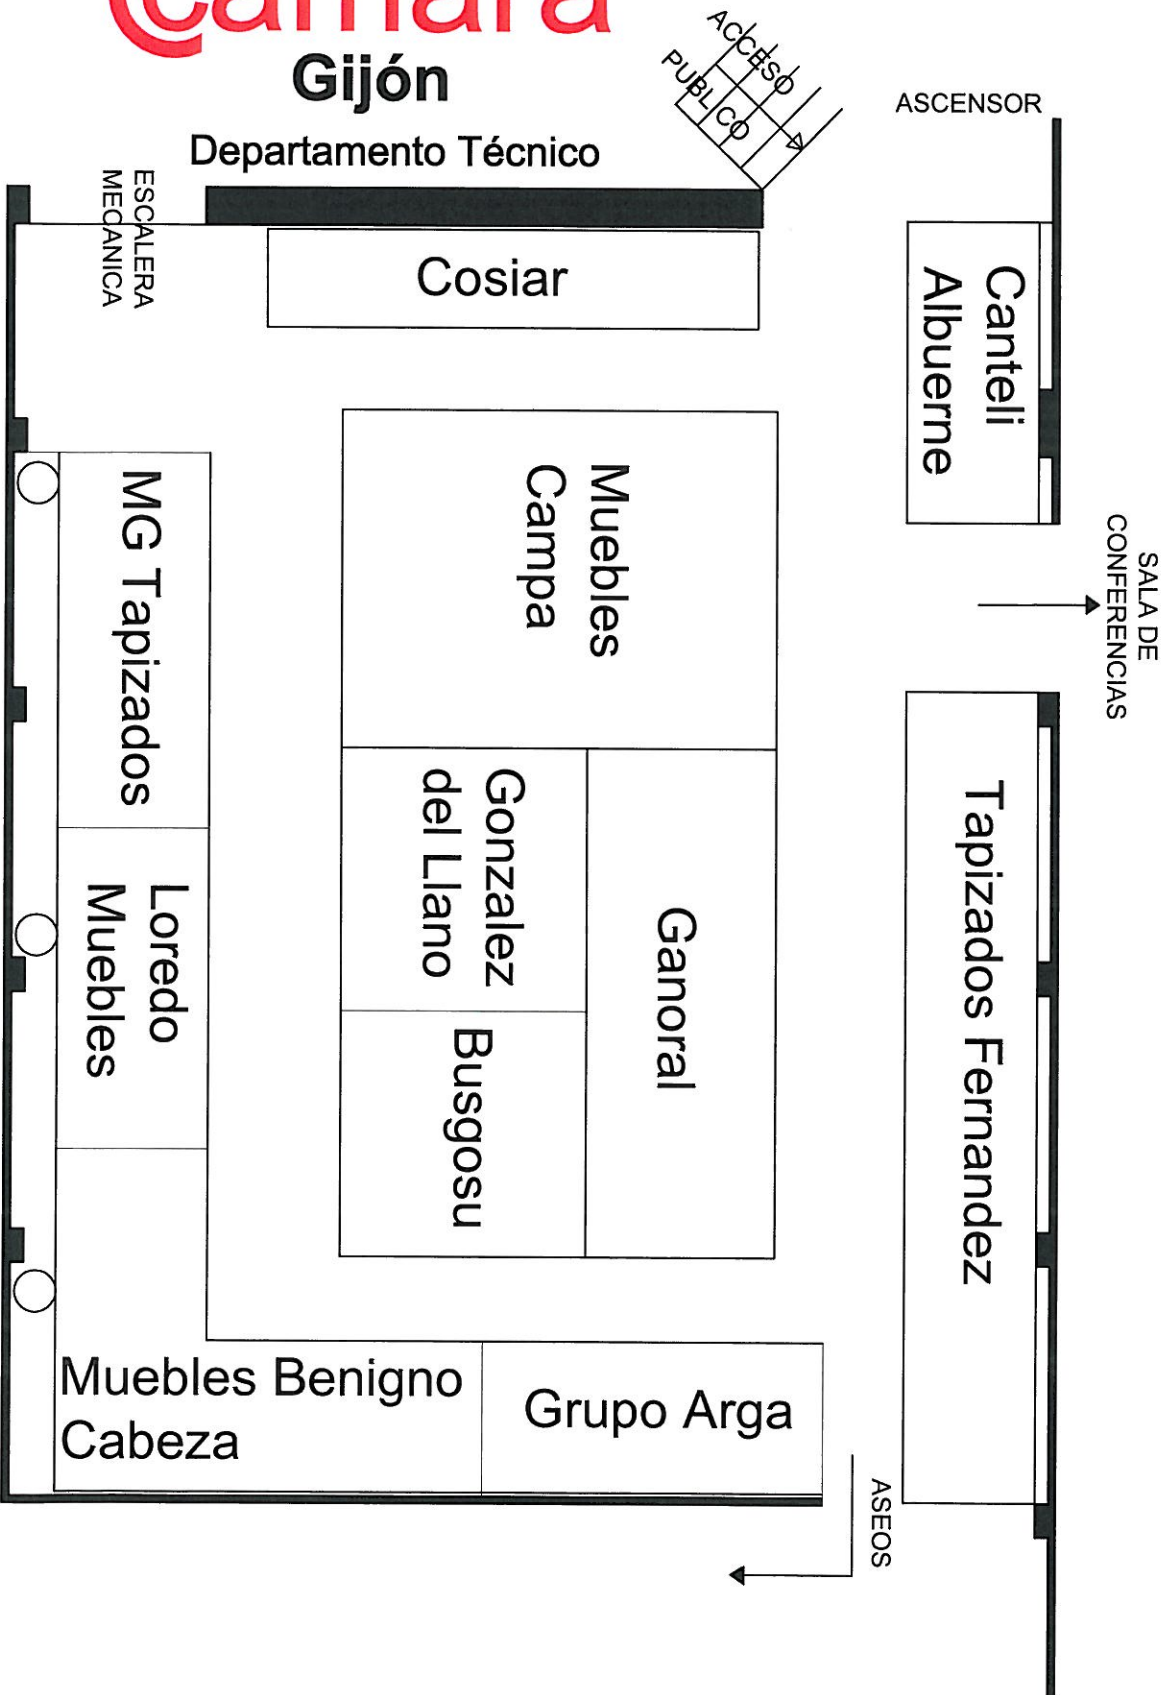 cámara
Gijón
Departamento Técnico
ACCESO
PUBLICO
ASCENSOR
ESCALERA
MECANICA
Cosiar
Canteli
Albuerne
SALA DE
CONFERENCIAS
Muebles
Campa
MG Tapizados
Gonzalez
del Llano
Ganoral
Tapizados Fernandez
Loredo
Muebles
Busgosu
Muebles Benigno
Cabeza
Grupo Arga
ASEOS